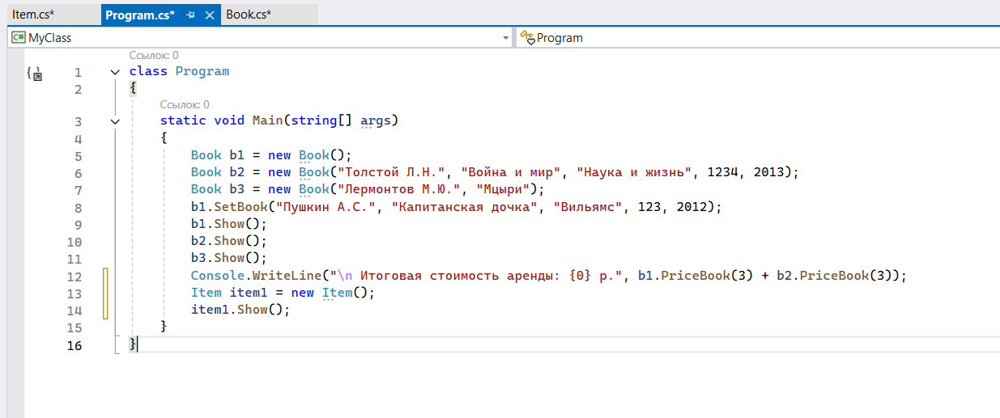 Item.cs* Program.cs* Book.cs*
C# MyClass Program
Ссылок: 0
1 class Program
2 {
Ссылок: 0
3 static void Main(string[] args)
4 {
5 Book b1 = new Book();
6 Book b2 = new Book("Толстой Л.Н.", "Война и мир", "Наука и жизнь", 1234, 2013);
7 Book b3 = new Book("Лермонтов М.Ю.", "Мцыри");
8 b1.SetBook("Пушкин А.С.", "Капитанская дочка", "Вильямс", 123, 2012);
9 b1.Show();
10 b2.Show();
11 b3.Show();
12 Console.WriteLine("\n Итоговая стоимость аренды: {0} р.", b1.PriceBook(3) + b2.PriceBook(3));
13 Item item1 = new Item();
14 item1.Show();
15 }
16 }